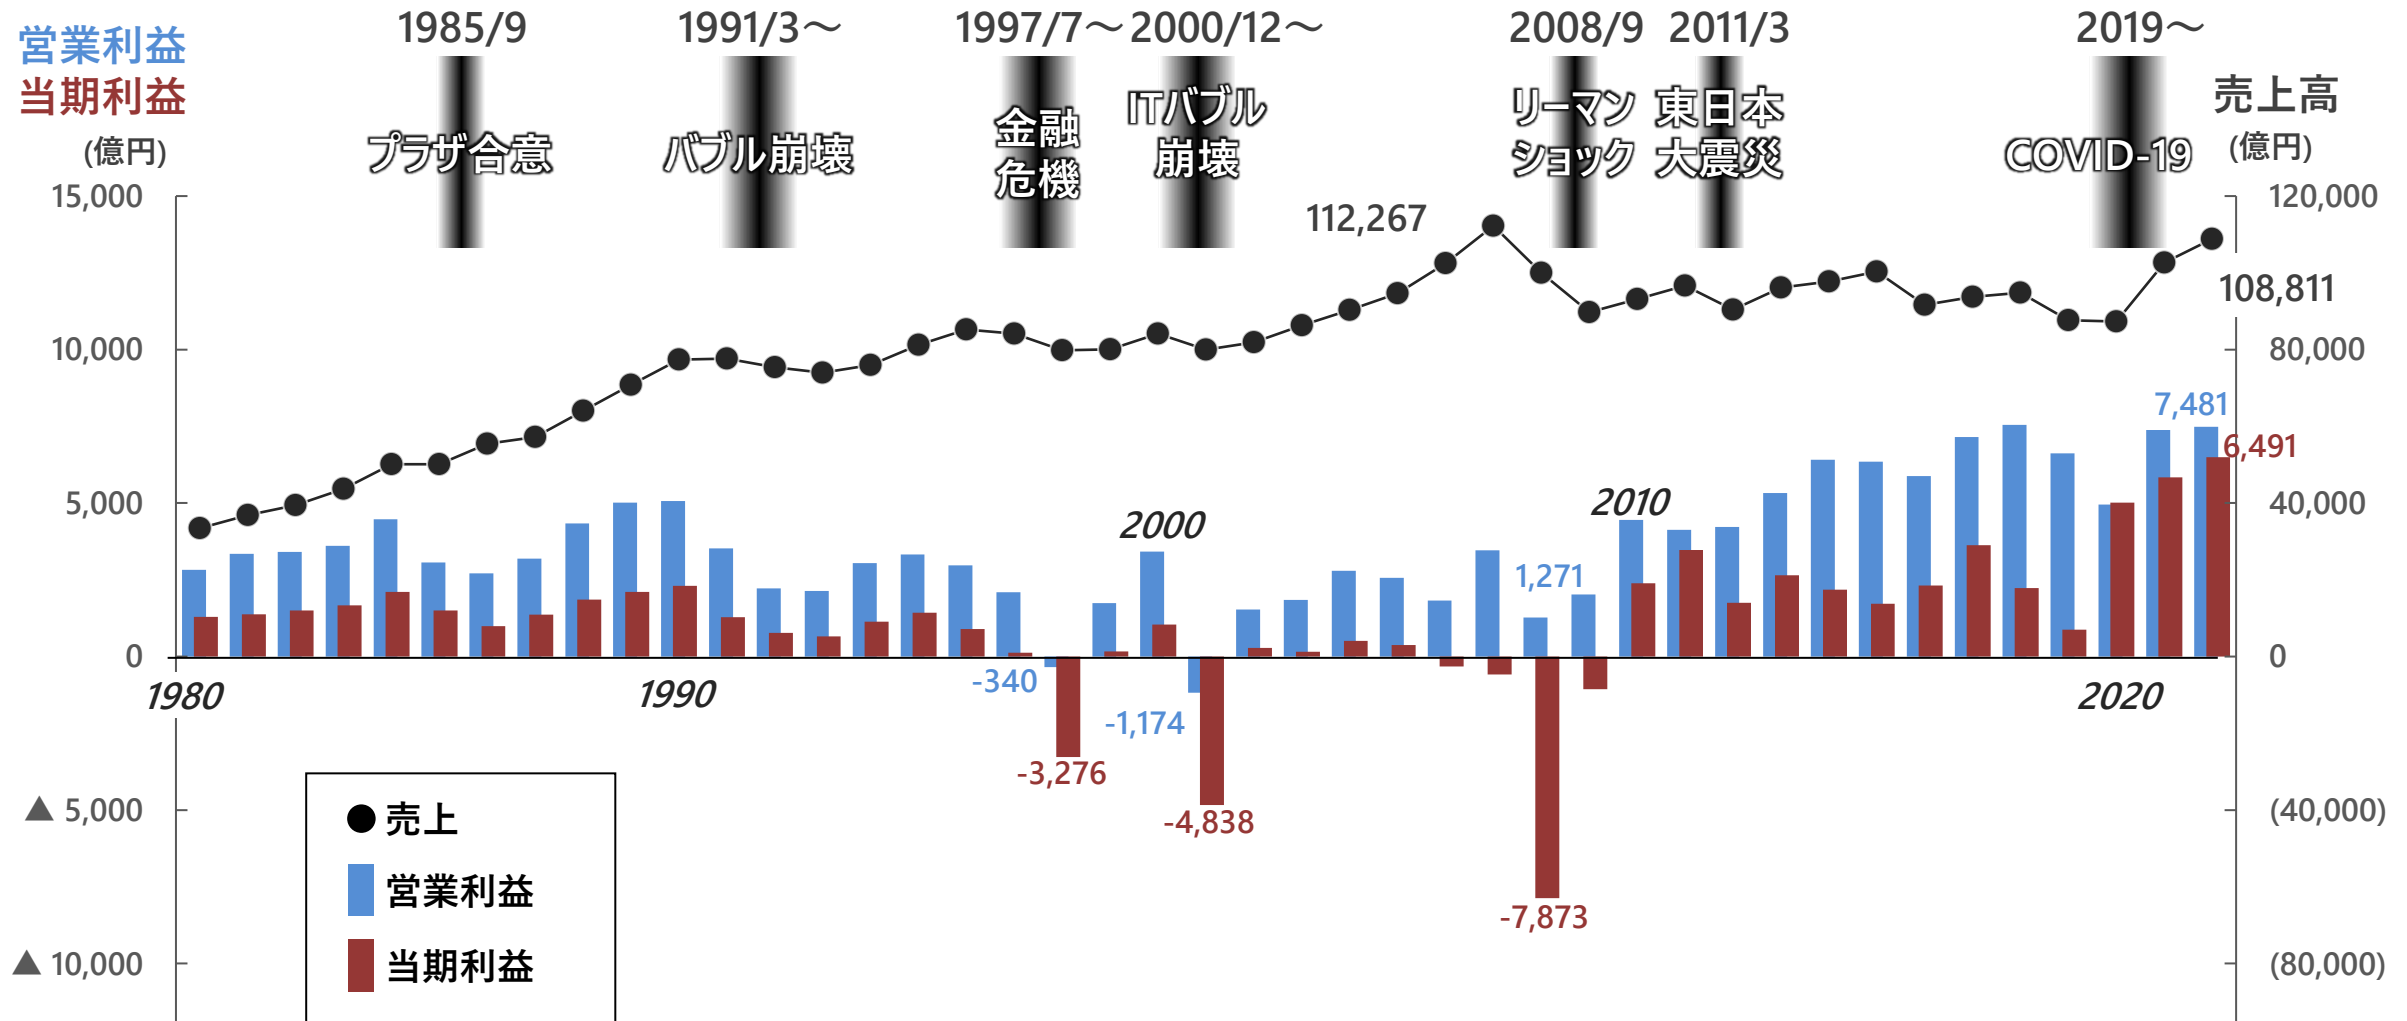 営業利益
当期利益
(億円)
1985/9
プラザ合意
1991/3～
バブル崩壊
1997/7～
金融
危機
2000/12～
ITバブル
崩壊
2008/9
リーマン
ショック
2011/3
東日本
大震災
2019～
COVID-19
売上高
(億円)
15,000
10,000
5,000
0
▲ 5,000
▲ 10,000
120,000
80,000
40,000
0
(40,000)
(80,000)
112,267
108,811
7,481
6,491
1,271
-340
-3,276
-1,174
-4,838
-7,873
1980
1990
2000
2010
2020
売上
営業利益
当期利益